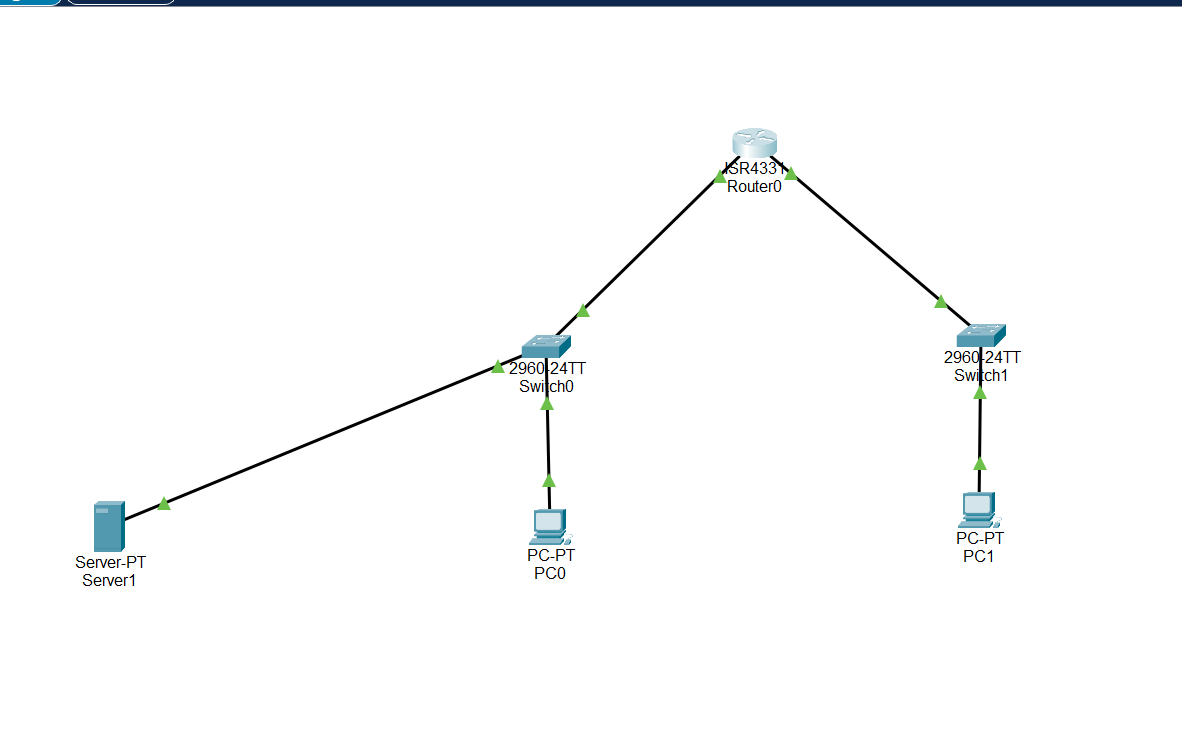 ISR4331
Router0
2960-24TT
Switch0
2960-24TT
Switch1
Server-PT
Server1
PC-PT
PC0
PC-PT
PC1